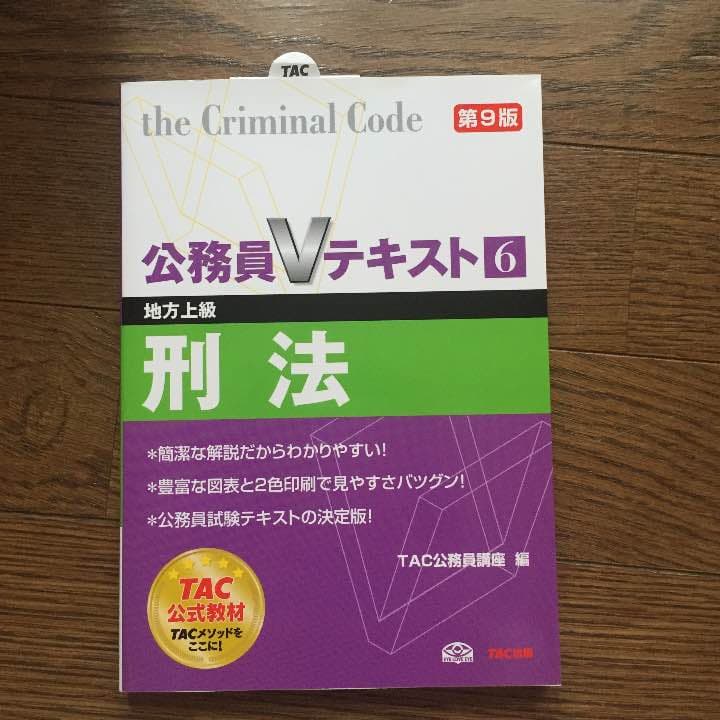 TAC
the Criminal Code
第9版
公務員Vテキスト6
地方上級
刑法
*簡潔な解説だからわかりやすい!
*豊富な図表と2色印刷で見やすさバツグン!
*公務員試験テキストの決定版!
TAC公務員講座 編
TAC
公式教材
TACメソッドを
ここに!
EYE LOVE EYE
TAC出版